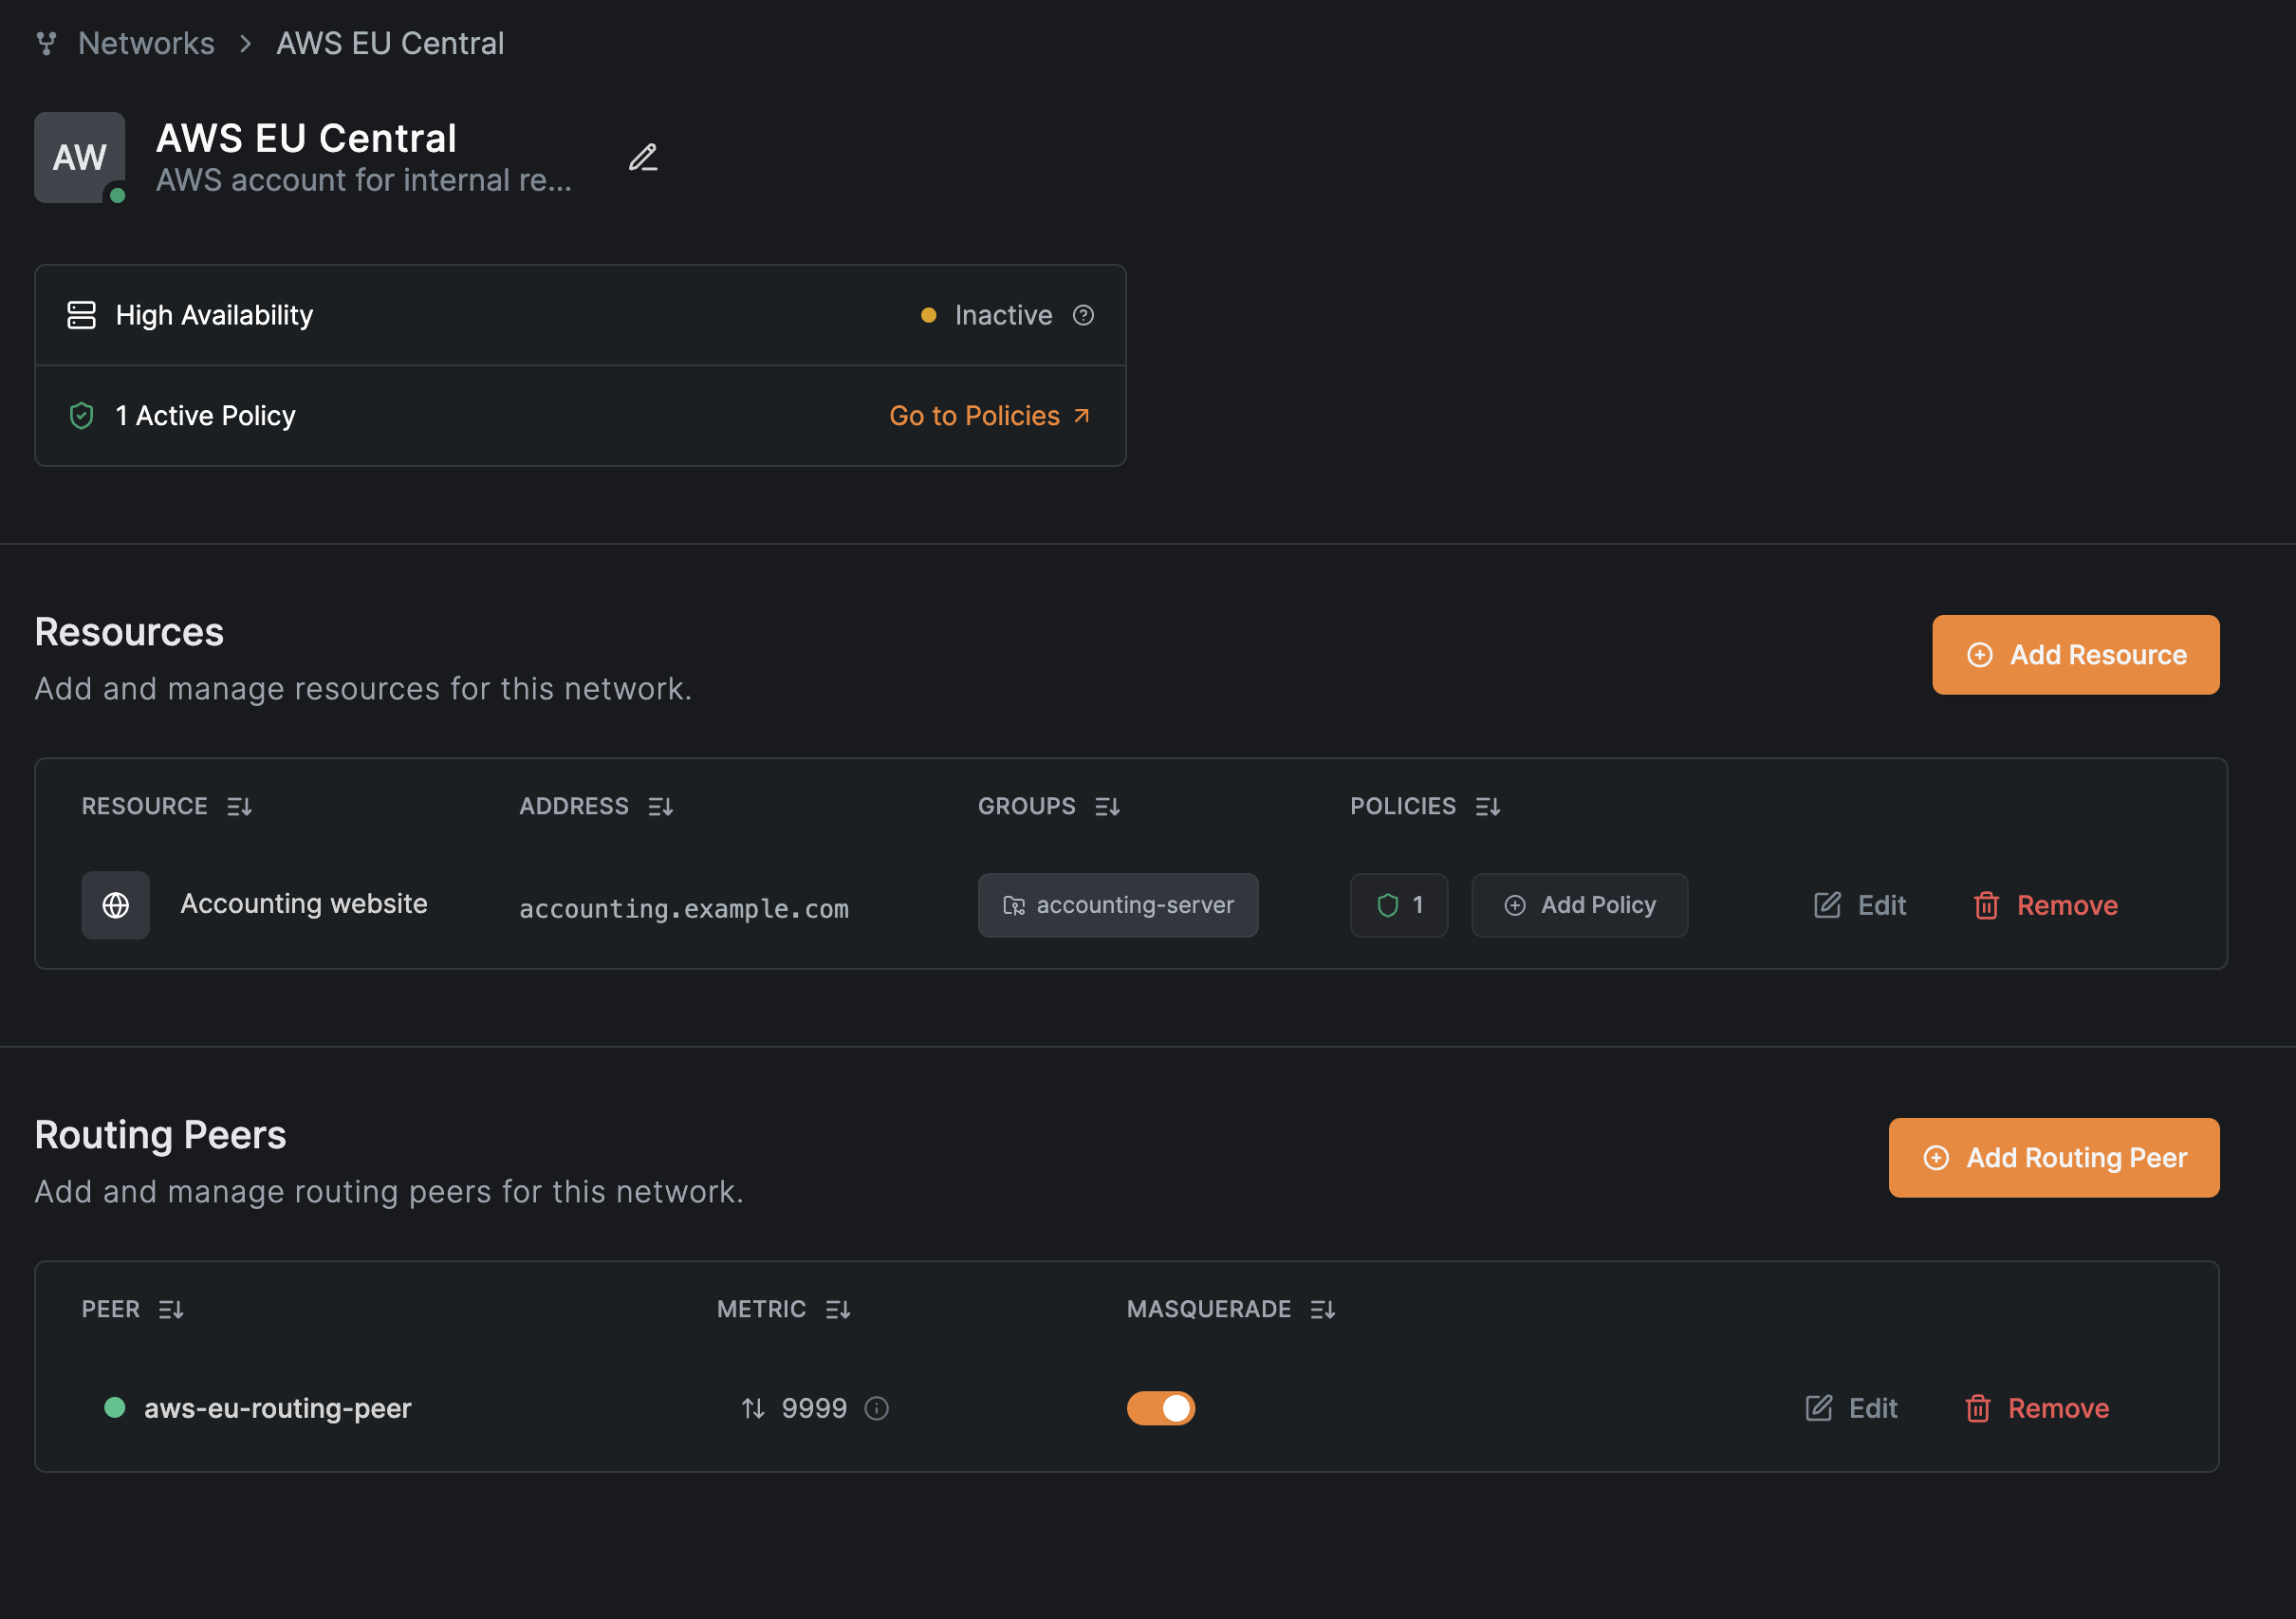 Networks > AWS EU Central
AW
AWS EU Central
AWS account for internal re...
High Availability
Inactive
1 Active Policy
Go to Policies
Resources
Add and manage resources for this network.
Add Resource
RESOURCE ADDRESS GROUPS POLICIES
Accounting website accounting.example.com accounting-server 1 Add Policy Edit Remove
Routing Peers
Add and manage routing peers for this network.
Add Routing Peer
PEER METRIC MASQUERADE
aws-eu-routing-peer 9999 Edit Remove